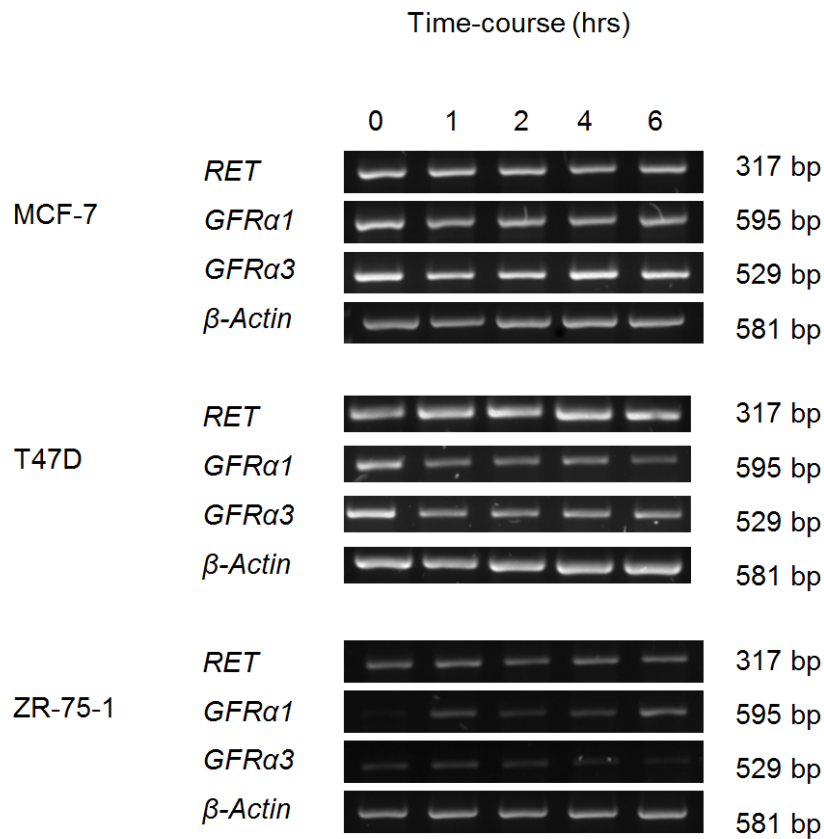 Time-course (hrs)
0 1 2 4 6
RET 317 bp
MCF-7
GFRα1 595 bp
GFRα3 529 bp
β-Actin 581 bp
RET 317 bp
T47D
GFRα1 595 bp
GFRα3 529 bp
β-Actin 581 bp
RET 317 bp
ZR-75-1
GFRα1 595 bp
GFRα3 529 bp
β-Actin 581 bp